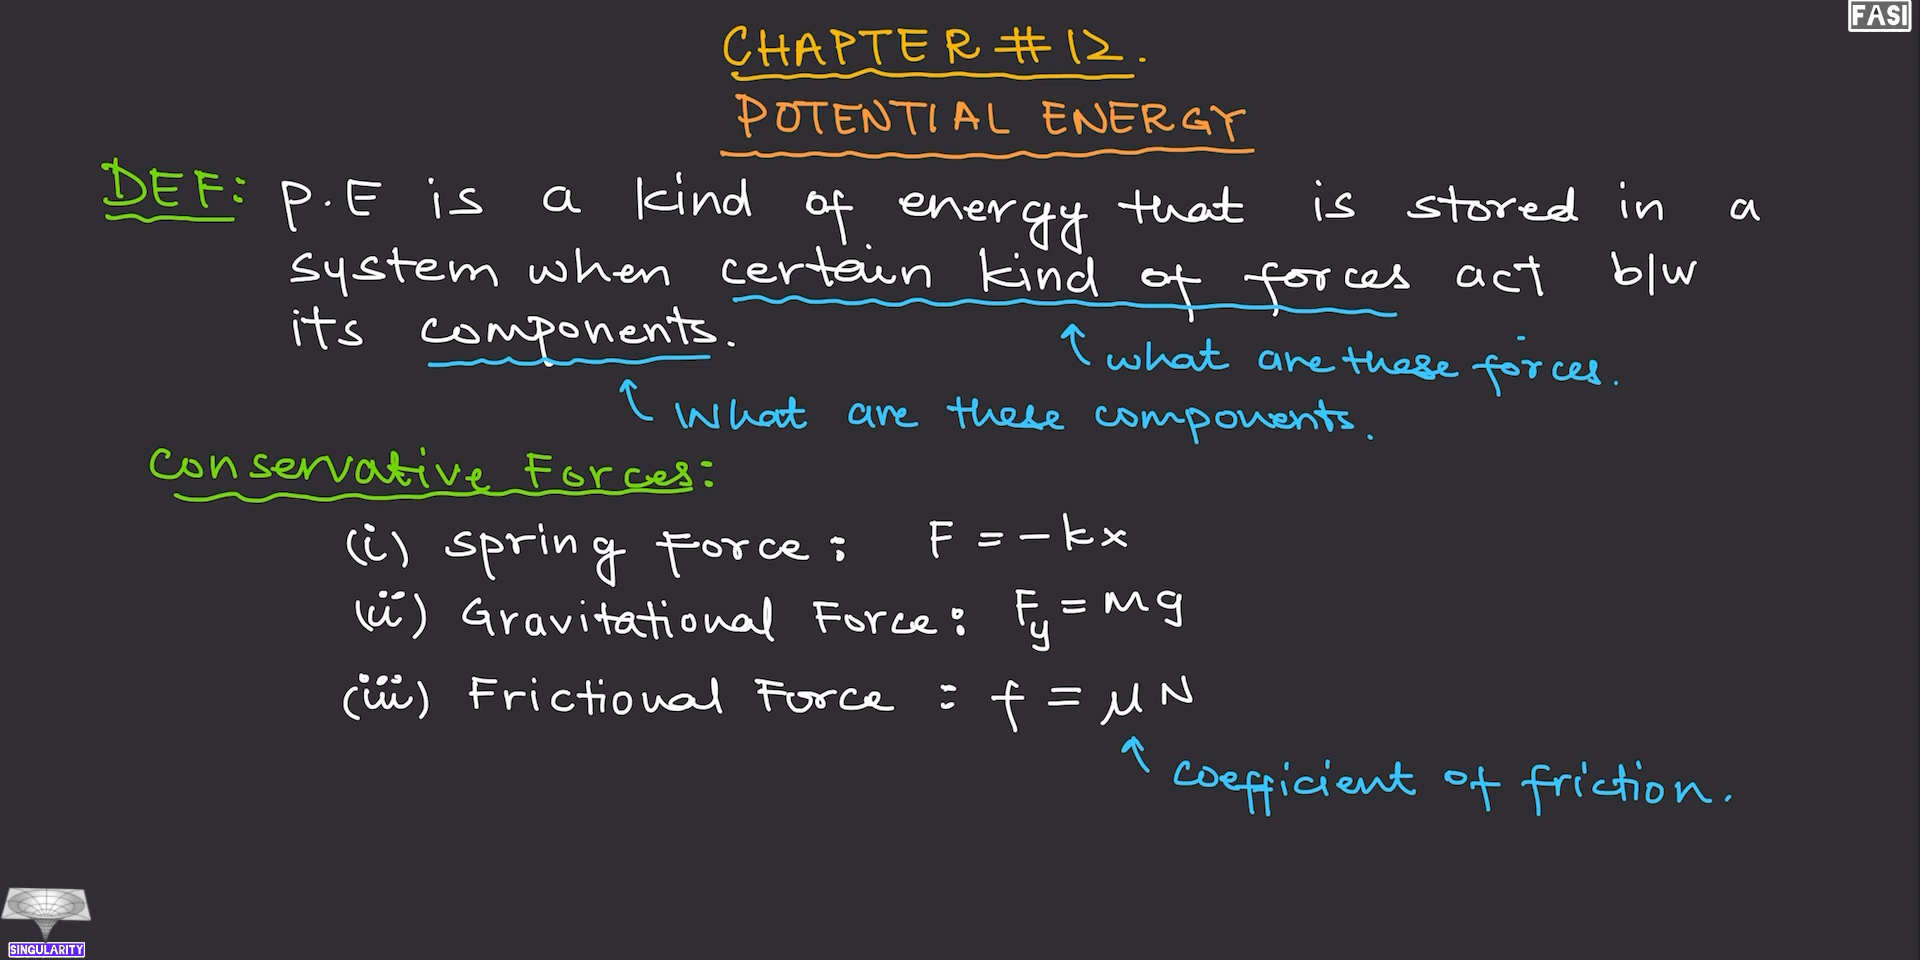 FASI
CHAPTER # 12.
POTENTIAL ENERGY
DEF: P.E is a kind of energy that is stored in a
system when certain kind of forces act b/w
its components.
what are these forces.
What are these components.
Conservative Forces:
(i) Spring Force: F = -kx
(ii) Gravitational Force: Fy = mg
(iii) Frictional Force : f = μN
coefficient of friction.
SINGULARITY